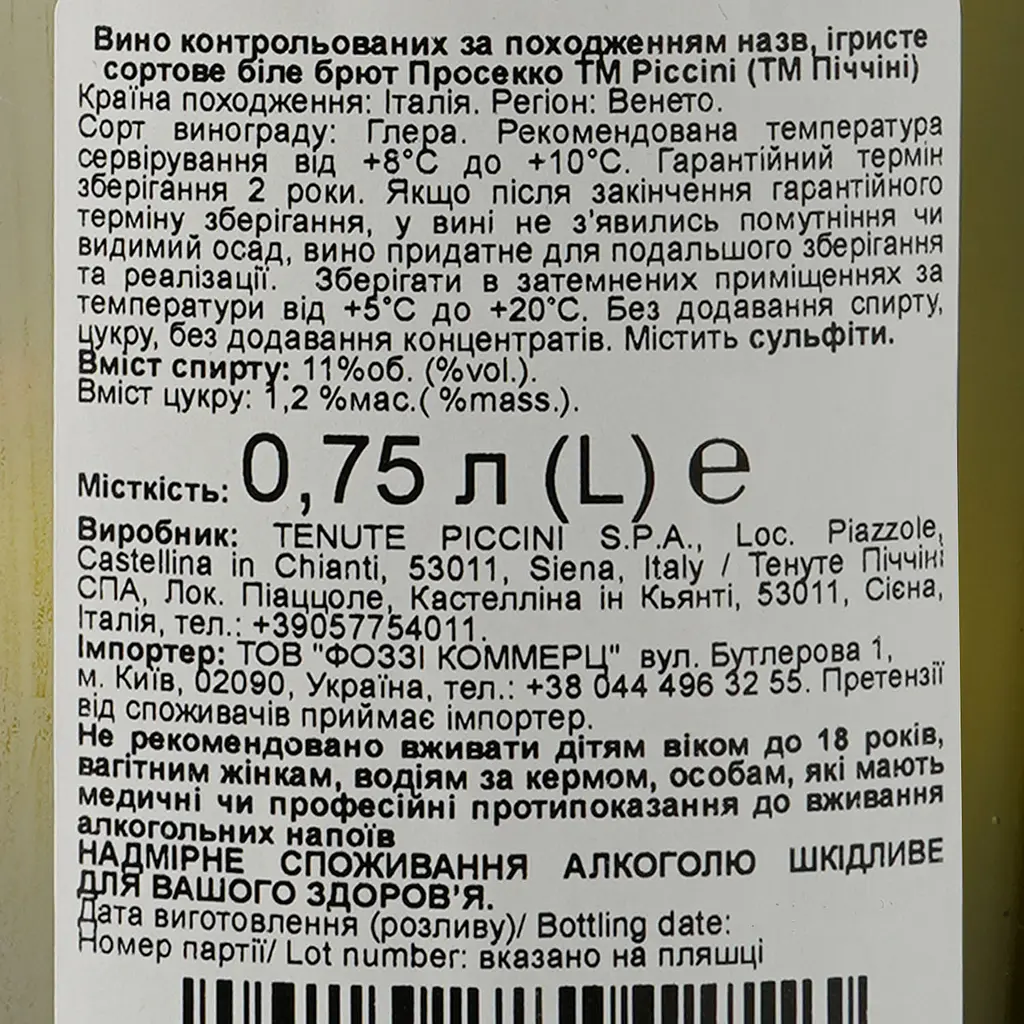 Вино контрольованих за походженням назв, ігристе
сортове біле брют Просекко ТМ Piccini (ТМ Піччіні)
Країна походження: Італія. Регіон: Венето.
Сорт винограду: Глера. Рекомендована температура
сервірування від +8°C до +10°C. Гарантійний термін
зберігання 2 роки. Якщо після закінчення гарантійного
терміну зберігання, у вині не з’явились помутніння чи
видимий осад, вино придатне для подальшого зберігання
та реалізації. Зберігати в затемнених приміщеннях за
температури від +5°C до +20°C. Без додавання спирту,
цукру, без додавання концентратів. Містить сульфіти.
Вміст спирту: 11%об. (%vol.).
Вміст цукру: 1,2 %мас.( %mass.).
Місткість: 0,75 л (L) e
Виробник: TENUTE PICCINI S.P.A., Loc. Piazzole,
Castellina in Chianti, 53011, Siena, Italy / Тенуте Піччіні
СПА, Лок. Піаццоле, Кастелліна ін Кьянті, 53011, Сієна,
Італія, тел.: +39057754011.
Імпортер: ТОВ "ФОЗЗІ КОММЕРЦ" вул. Бутлерова 1,
м. Київ, 02090, Україна, тел.: +38 044 496 32 55. Претензії
від споживачів приймає імпортер.
Не рекомендовано вживати дітям віком до 18 років,
вагітним жінкам, водіям за кермом, особам, які мають
медичні чи професійні протипоказання до вживання
алкогольних напоїв
НАДМІРНЕ СПОЖИВАННЯ АЛКОГОЛЮ ШКІДЛИВЕ
ДЛЯ ВАШОГО ЗДОРОВ’Я.
Дата виготовлення (розливу)/ Bottling date:
Номер партії/ Lot number: вказано на пляшці